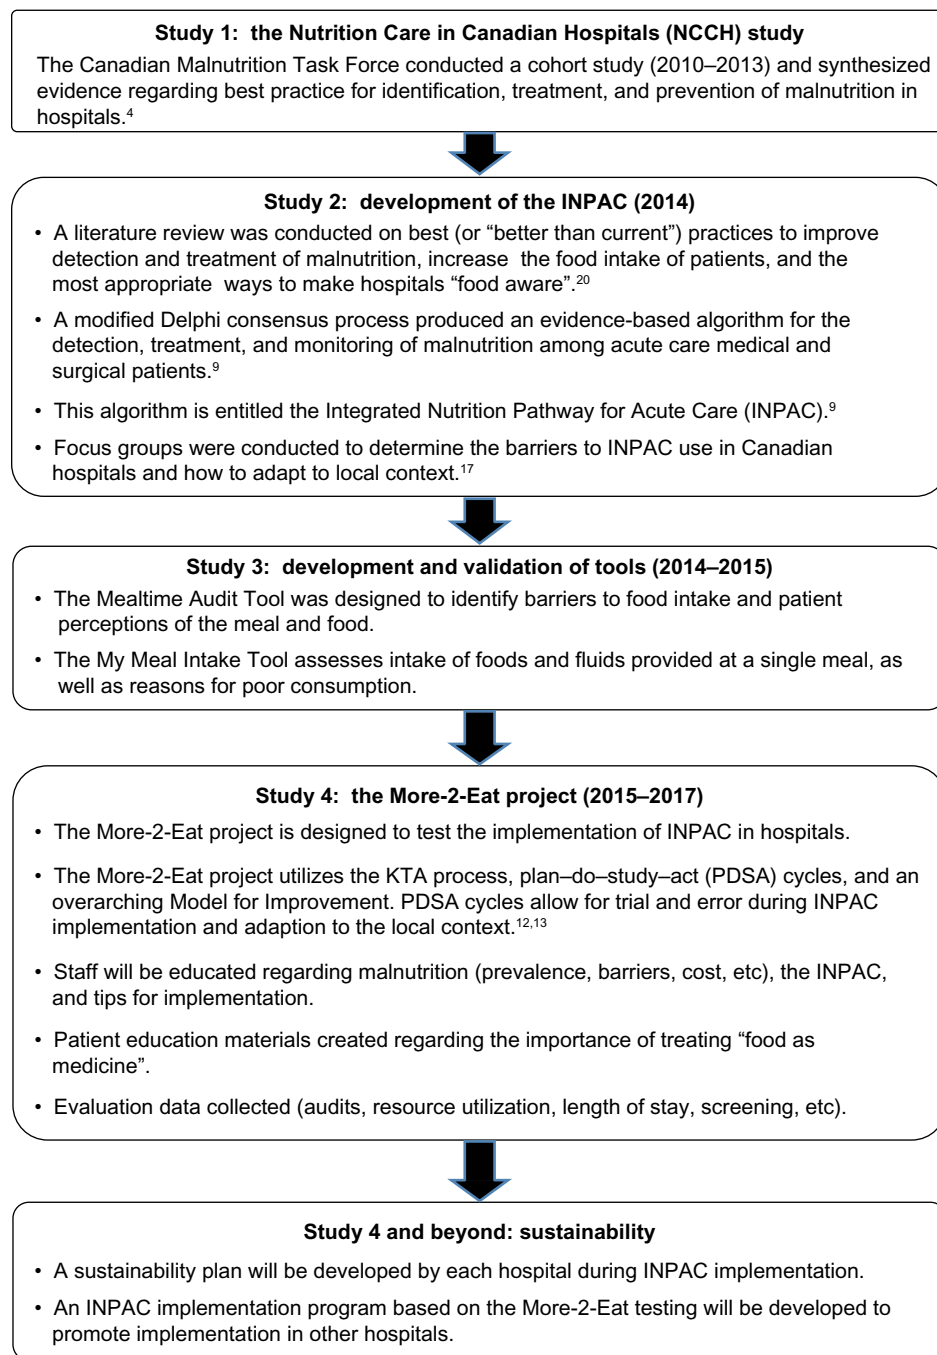 Study 1: the Nutrition Care in Canadian Hospitals (NCCH) study
The Canadian Malnutrition Task Force conducted a cohort study (2010–2013) and synthesized
evidence regarding best practice for identification, treatment, and prevention of malnutrition in
hospitals.4
Study 2: development of the INPAC (2014)
• A literature review was conducted on best (or “better than current”) practices to improve
detection and treatment of malnutrition, increase the food intake of patients, and the
most appropriate ways to make hospitals “food aware”.20
• A modified Delphi consensus process produced an evidence-based algorithm for the
detection, treatment, and monitoring of malnutrition among acute care medical and
surgical patients.9
• This algorithm is entitled the Integrated Nutrition Pathway for Acute Care (INPAC).9
• Focus groups were conducted to determine the barriers to INPAC use in Canadian
hospitals and how to adapt to local context.17
Study 3: development and validation of tools (2014–2015)
• The Mealtime Audit Tool was designed to identify barriers to food intake and patient
perceptions of the meal and food.
• The My Meal Intake Tool assesses intake of foods and fluids provided at a single meal, as
well as reasons for poor consumption.
Study 4: the More-2-Eat project (2015–2017)
• The More-2-Eat project is designed to test the implementation of INPAC in hospitals.
• The More-2-Eat project utilizes the KTA process, plan–do–study–act (PDSA) cycles, and an
overarching Model for Improvement. PDSA cycles allow for trial and error during INPAC
implementation and adaption to the local context.12,13
• Staff will be educated regarding malnutrition (prevalence, barriers, cost, etc), the INPAC,
and tips for implementation.
• Patient education materials created regarding the importance of treating “food as
medicine”.
• Evaluation data collected (audits, resource utilization, length of stay, screening, etc).
Study 4 and beyond: sustainability
• A sustainability plan will be developed by each hospital during INPAC implementation.
• An INPAC implementation program based on the More-2-Eat testing will be developed to
promote implementation in other hospitals.